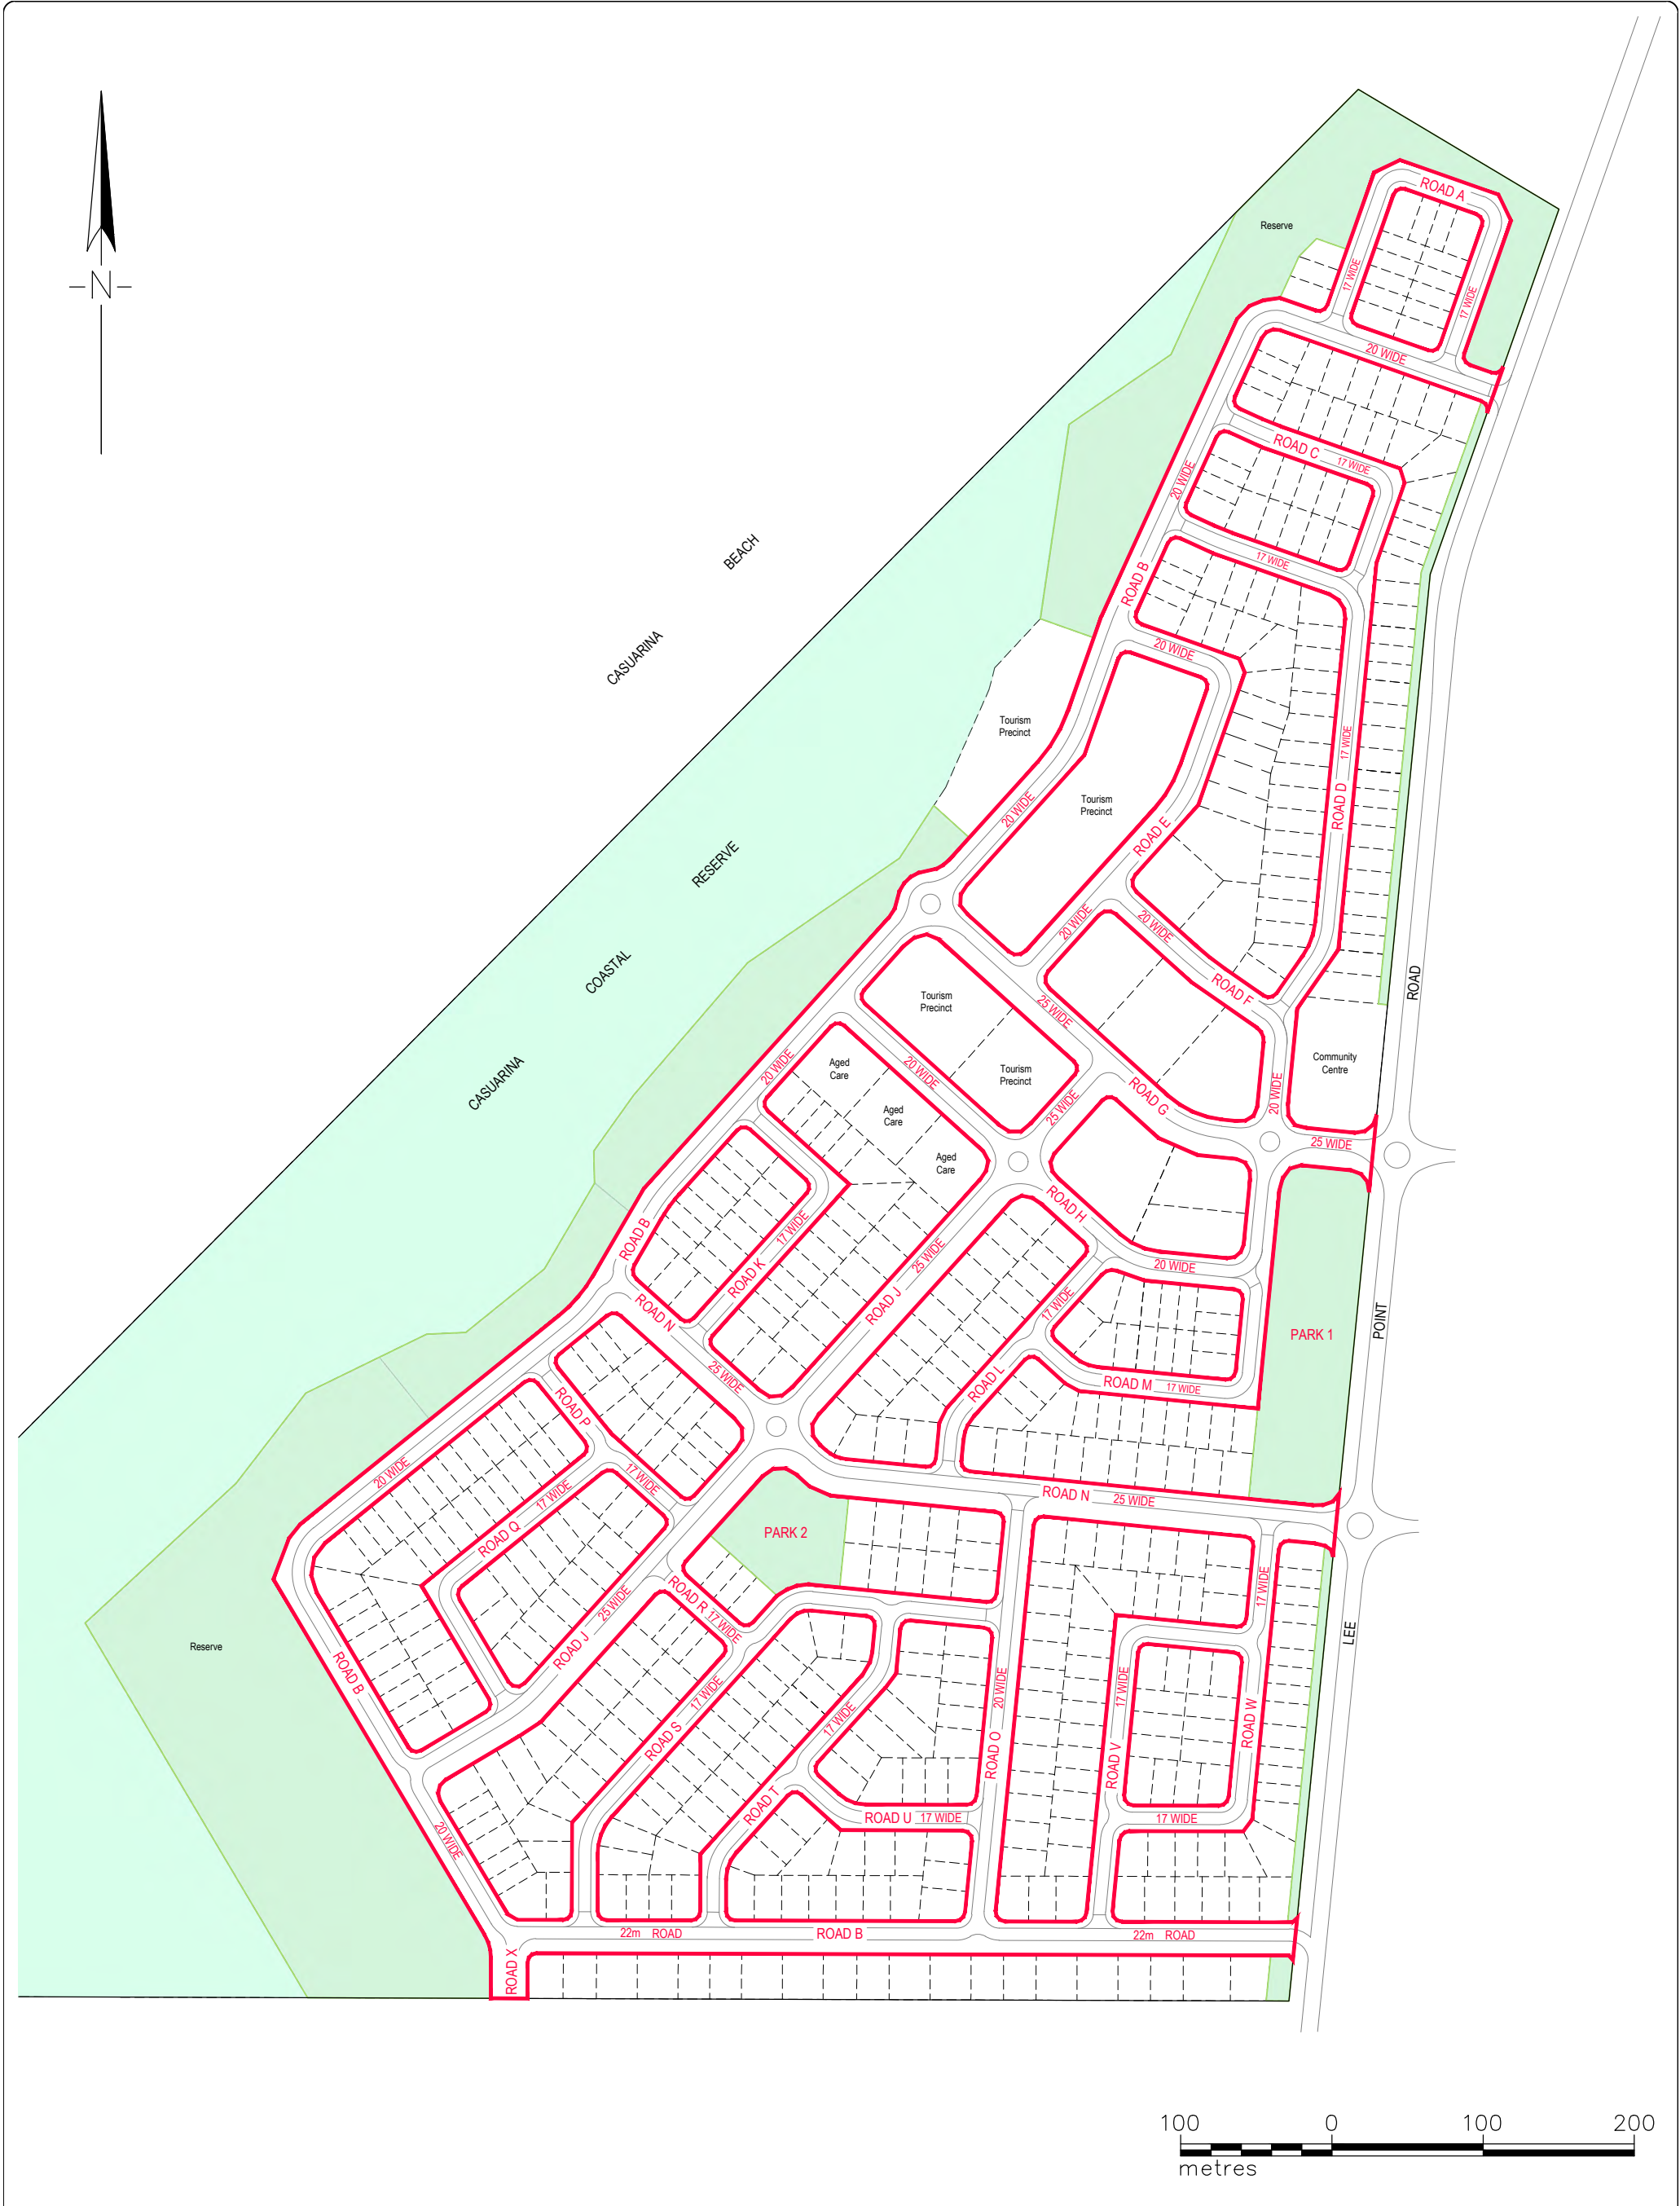 ROAD A
Reserve
17 WIDE
17 WIDE
N
20 WIDE
ROAD C
17 WIDE
20 WIDE
BEACH
17 WIDE
ROAD B
CASUARINA
20 WIDE
Tourism
Precinct
17 WIDE
Tourism
Precinct
20 WIDE
ROAD D
ROAD E
RESERVE
20 WIDE
20 WIDE
COASTAL
ROAD F
ROAD
Tourism
Precinct
25 WIDE
CASUARINA
20 WIDE
Aged
Care
20 WIDE
Tourism
Precinct
Community
Centre
ROAD G
20 WIDE
25 WIDE
Aged
Care
25 WIDE
Aged
Care
ROAD H
ROAD B
17 WIDE
25 WIDE
20 WIDE
ROAD K
ROAD J
17 WIDE
ROAD N
PARK 1
POINT
25 WIDE
ROAD L
ROAD M
17 WIDE
ROAD P
20 WIDE
17 WIDE
17 WIDE
ROAD N
25 WIDE
ROAD Q
PARK 2
ROAD R
17 WIDE
25 WIDE
17 WIDE
ROAD J
LEE
Reserve
ROAD B
17 WIDE
20 WIDE
17 WIDE
ROAD S
17 WIDE
ROAD W
ROAD O
ROAD V
ROAD T
ROAD U
17 WIDE
17 WIDE
20 WIDE
22m ROAD
ROAD B
22m ROAD
ROAD X
100
0
100
200
metres